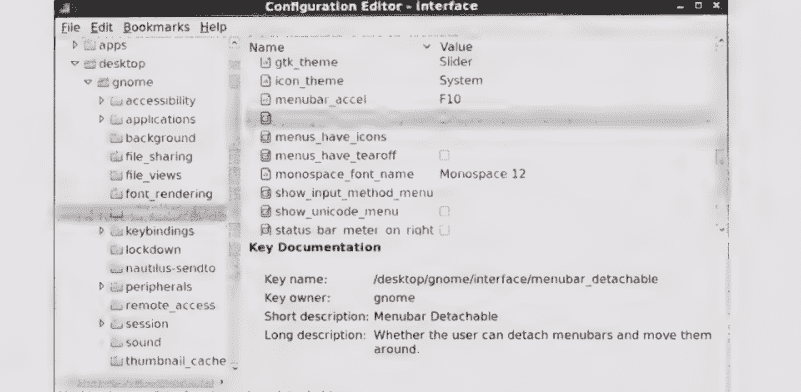 Configuration Editor - Interface
File Edit Bookmarks Help
apps
desktop
gnome
accessibility
applications
background
file_sharing
file_views
font_rendering
keybindings
lockdown
nautilus-sendto
peripherals
remote_access
session
sound
thumbnail_cache
Name Value
gtk_theme Slider
icon_theme System
menubar_accel F10
menus_have_icons
menus_have_tearoff
monospace_font_name Monospace 12
show_input_method_menu
show_unicode_menu
status_bar_meter_on_right
Key Documentation
Key name: /desktop/gnome/interface/menubar_detachable
Key owner: gnome
Short description: Menubar Detachable
Long description: Whether the user can detach menubars and move them
around.